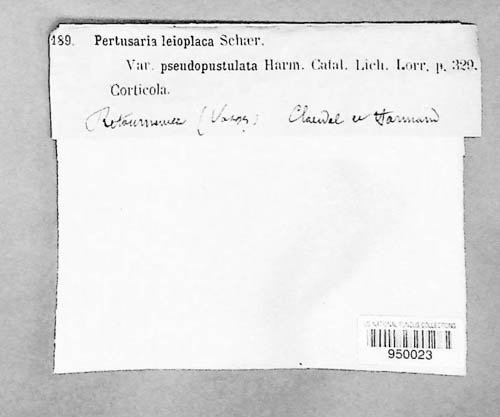 189. Pertusaria leioplaca Schær.
Var. pseudopustulata Harm. Catal. Lich. Lorr. p. 329.
Corticola.
Retournemer (Vosges) Claudel et Harmand
US NATIONAL FUNGUS COLLECTIONS
950023